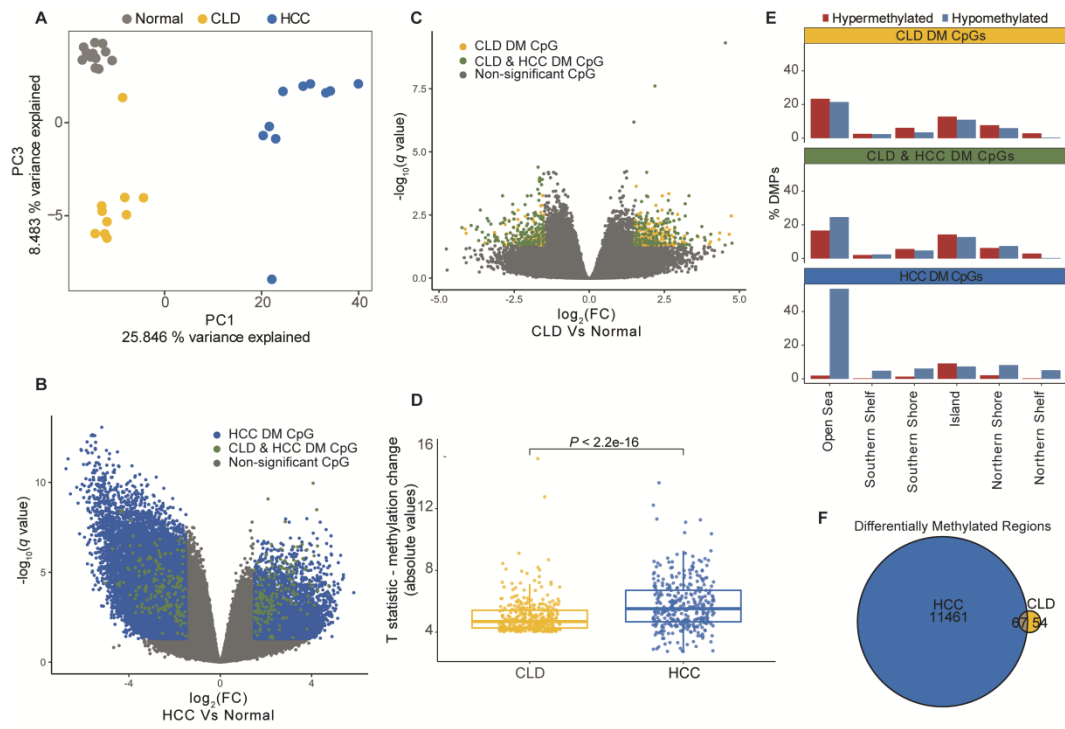 A
Normal
CLD
HCC
0
−5
0
20
40
PC3
8.483 % variance explained
PC1
25.846 % variance explained
B
HCC DM CpG
CLD & HCC DM CpG
Non-significant CpG
10
5
0
-4
0
4
-log10(q value)
log2(FC)
HCC Vs Normal
C
CLD DM CpG
CLD & HCC DM CpG
Non-significant CpG
7.5
5.0
2.5
0.0
-5.0
-2.5
0.0
2.5
5.0
-log10(q value)
log2(FC)
CLD Vs Normal
D
P < 2.2e-16
16
12
8
4
T statistic - methylation change
(absolute values)
CLD
HCC
E
Hypermethylated
Hypomethylated
CLD DM CpGs
40
20
0
CLD & HCC DM CpGs
40
20
0
HCC DM CpGs
40
20
0
% DMPs
Open Sea
Southern Shelf
Southern Shore
Island
Northern Shore
Northern Shelf
F
Differentially Methylated Regions
HCC
11461
CLD
67
54